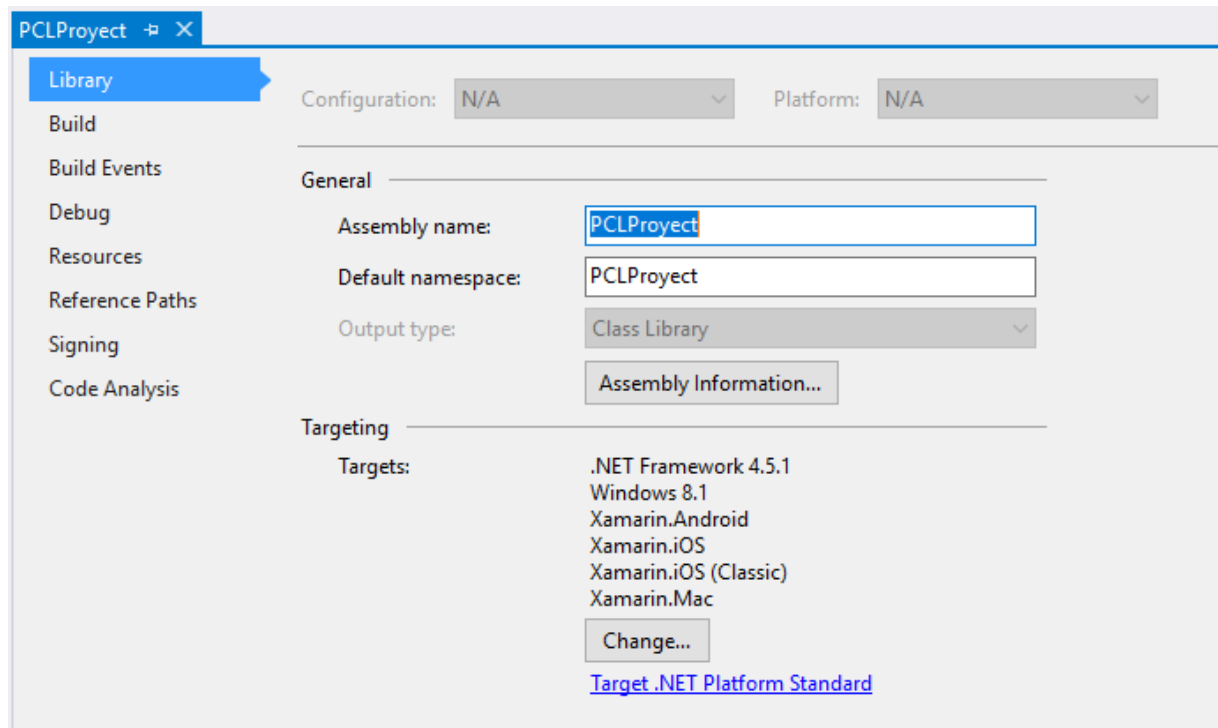 PCLProyect
Library
Build
Build Events
Debug
Resources
Reference Paths
Signing
Code Analysis
Configuration: N/A Platform: N/A
General
Assembly name: PCLProyect
Default namespace: PCLProyect
Output type: Class Library
Assembly Information...
Targeting
Targets: .NET Framework 4.5.1
Windows 8.1
Xamarin.Android
Xamarin.iOS
Xamarin.iOS (Classic)
Xamarin.Mac
Change...
Target .NET Platform Standard